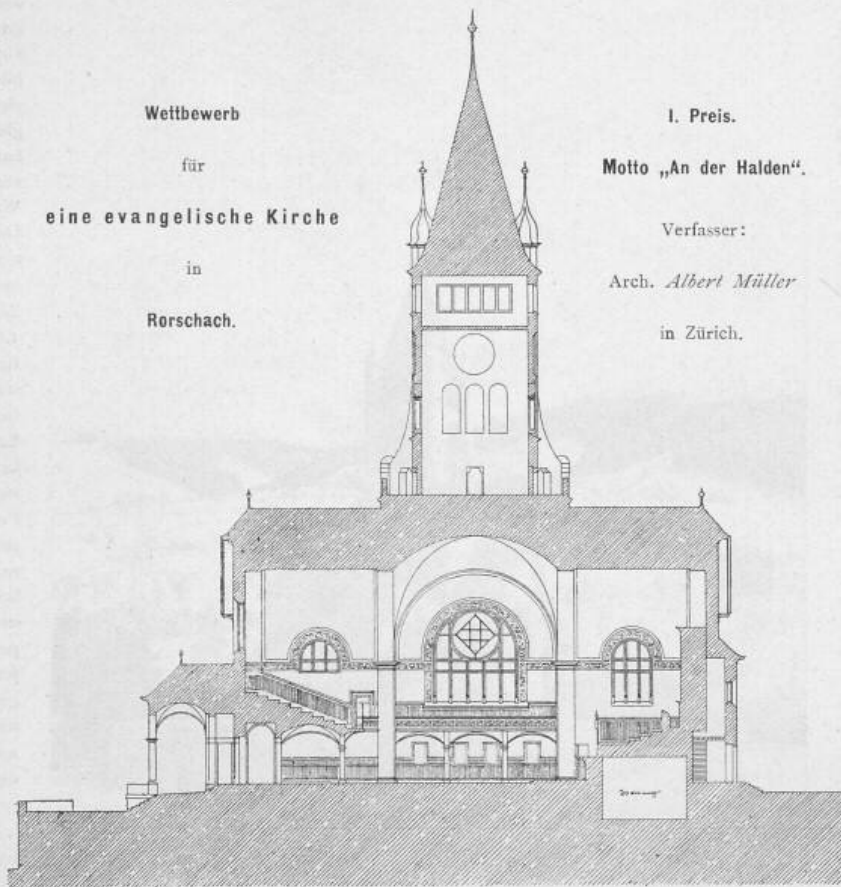 Wettbewerb
für
eine evangelische Kirche
in
Rorschach.
I. Preis.
Motto „An der Halden“.
Verfasser:
Arch. Albert Müller
in Zürich.